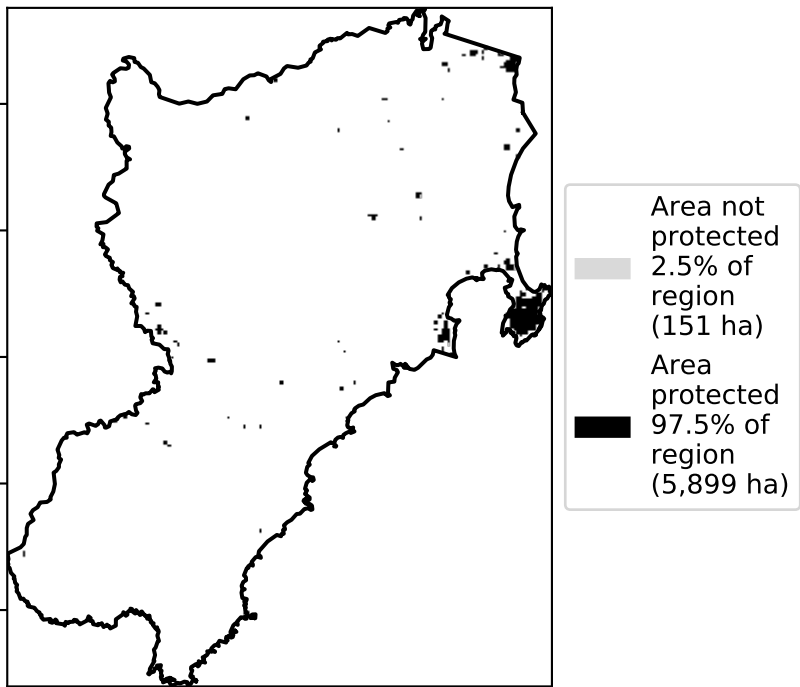 Area not
protected
2.5% of
region
(151 ha)
Area
protected
97.5% of
region
(5,899 ha)